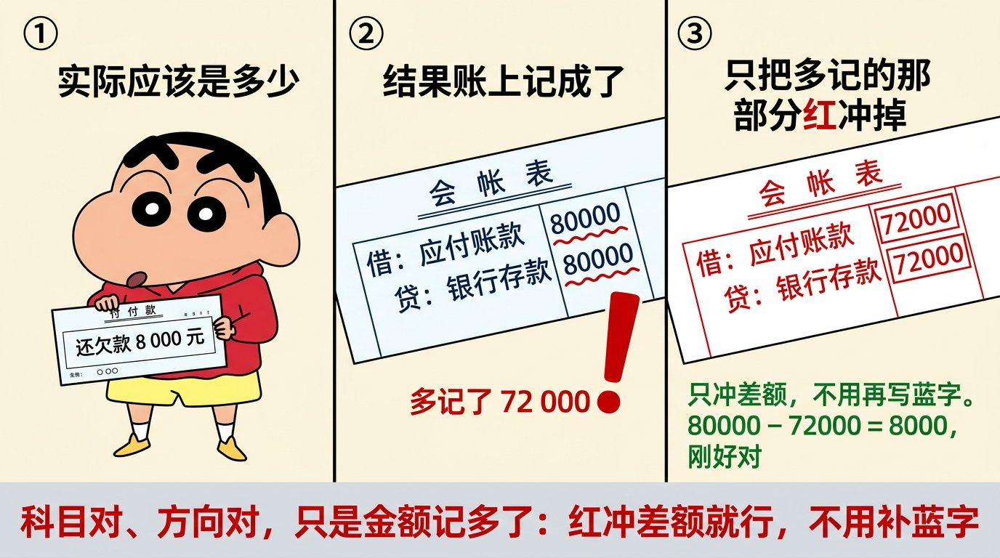 ①
实际应该是多少
付付款
还欠款 8 000 元
②
结果账上记成了
会帐表
借：应付账款 80000
贷：银行存款 80000
多记了 72 000
!
③
只把多记的那
部分红冲掉
会帐表
借：应付账款 72000
贷：银行存款 72000
只冲差额，不用再写蓝字。
80000 − 72000 = 8000，
刚好对
科目对、方向对，只是金额记多了：红冲差额就行，不用补蓝字